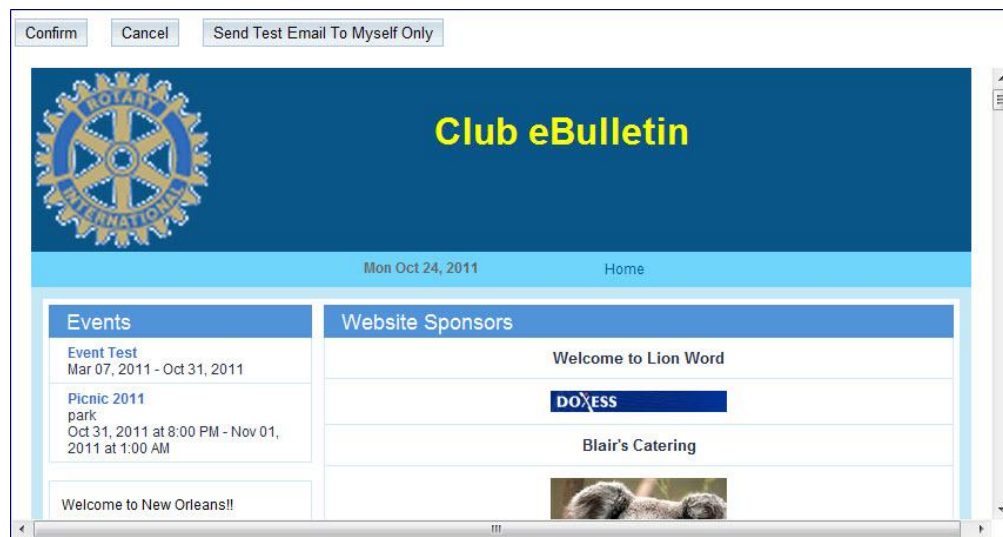 Confirm Cancel Send Test Email To Myself Only
ROTARY
INTERNATIONAL
Club eBulletin
Mon Oct 24, 2011 Home
Events
Event Test
Mar 07, 2011 - Oct 31, 2011
Picnic 2011
park
Oct 31, 2011 at 8:00 PM - Nov 01,
2011 at 1:00 AM
Welcome to New Orleans!!
Website Sponsors
Welcome to Lion Word
DOXESS
Blair's Catering